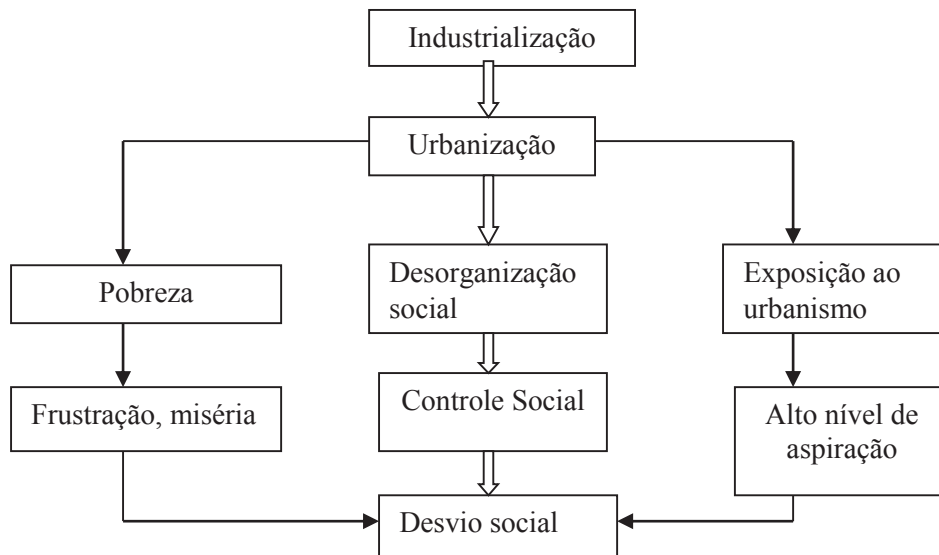 Industrialização
Urbanização
Pobreza
Desorganização
social
Exposição ao
urbanismo
Frustração, miséria
Controle Social
Alto nível de
aspiração
Desvio social